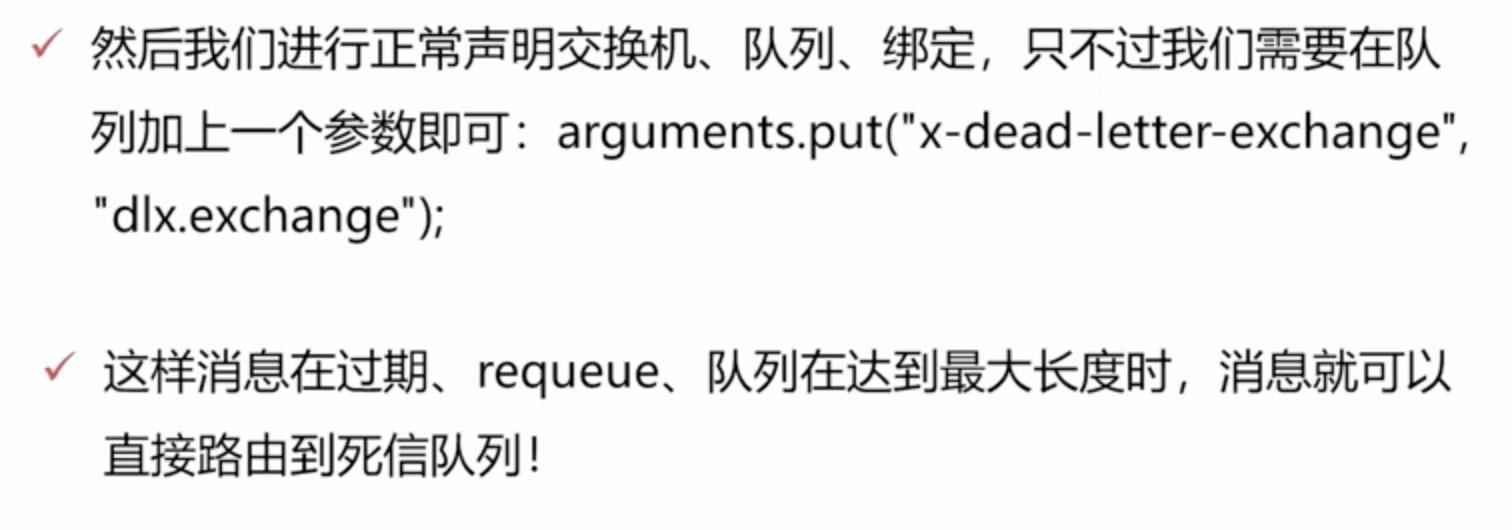 ✓ 然后我们进行正常声明交换机、队列、绑定，只不过我们需要在队
列加上一个参数即可：arguments.put("x-dead-letter-exchange",
"dlx.exchange");
✓ 这样消息在过期、requeue、队列在达到最大长度时，消息就可以
直接路由到死信队列！